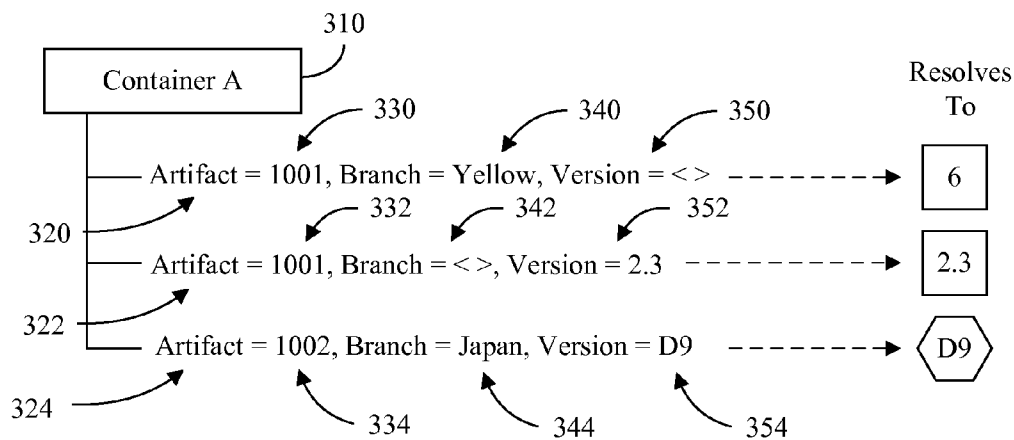 310
Container A
Resolves
To
330
340
350
Artifact = 1001, Branch = Yellow, Version = < >
6
320
332
342
352
Artifact = 1001, Branch = < >, Version = 2.3
2.3
322
Artifact = 1002, Branch = Japan, Version = D9
D9
324
334
344
354